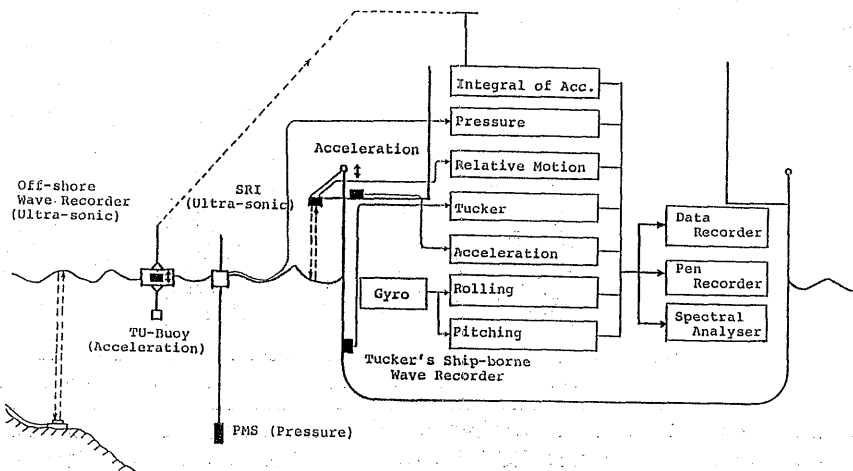 Integral of Acc.
Pressure
Acceleration
Relative Motion
Off-shore
Wave Recorder
(Ultra-sonic)
SRI
(Ultra-sonic)
Tucker
Data
Recorder
Acceleration
Pen
Recorder
Gyro
Rolling
Spectral
Analyser
Pitching
TU-Buoy
(Acceleration)
Tucker's Ship-borne
Wave Recorder
PMS (Pressure)